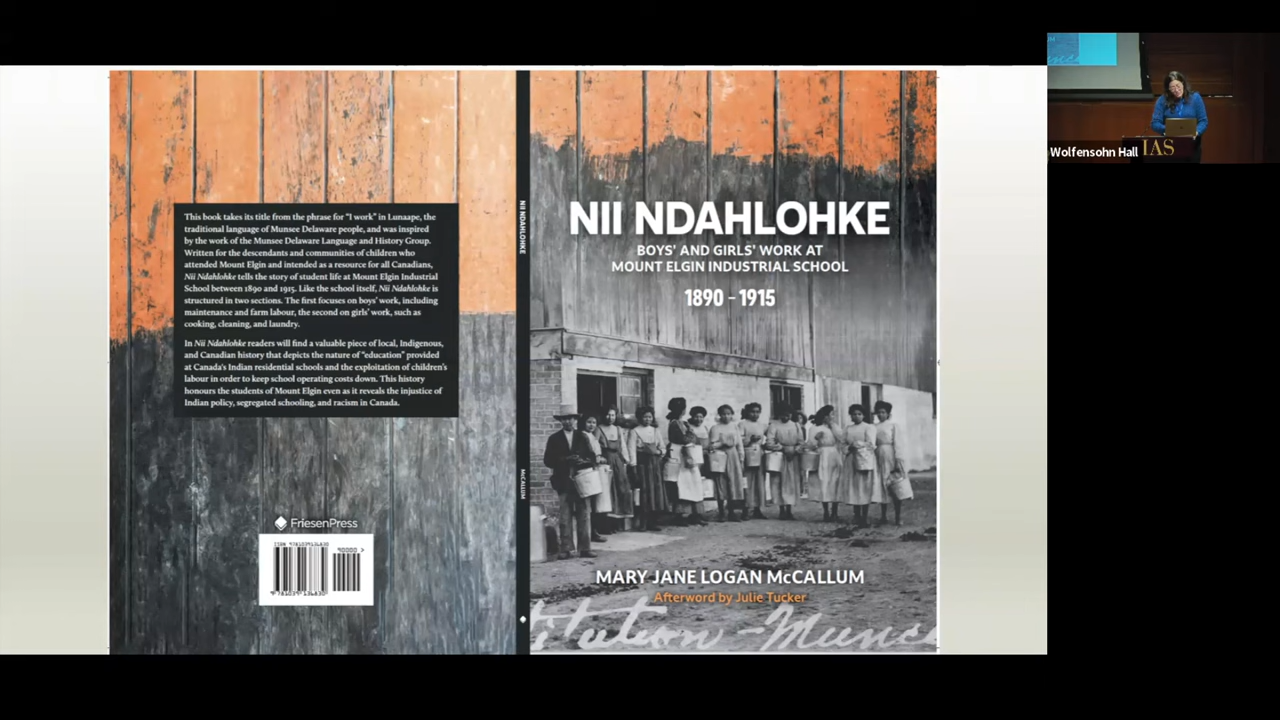 This book takes its title from the phrase for "I work" in Lunaape, the
traditional language of Munsee Delaware people, and was inspired
by the work of the Munsee Delaware Language and History Group.
Written for the descendants and communities of children who
attended Mount Elgin and intended as a resource for all Canadians,
Nii Ndahlohke tells the story of student life at Mount Elgin Industrial
School between 1890 and 1915. Like the school itself, Nii Ndahlohke is
structured in two sections. The first focuses on boys' work, including
maintenance and farm labour, the second on girls' work, such as
cooking, cleaning, and laundry.
In Nii Ndahlohke readers will find a valuable piece of local, Indigenous,
and Canadian history that depicts the nature of "education" provided
at Canada's Indian residential schools and the exploitation of children's
labour in order to keep school operating costs down. This history
honours the students of Mount Elgin even as it reveals the injustice of
Indian policy, segregated schooling, and racism in Canada.
FriesenPress
ISBN 9781039136830
90000 >
9 781039 136830
NII NDAHLOHKE
McCALLUM
NII NDAHLOHKE
BOYS' AND GIRLS' WORK AT
MOUNT ELGIN INDUSTRIAL SCHOOL
1890 - 1915
MARY JANE LOGAN McCALLUM
Afterword by Julie Tucker
Wolfensohn Hall
IAS